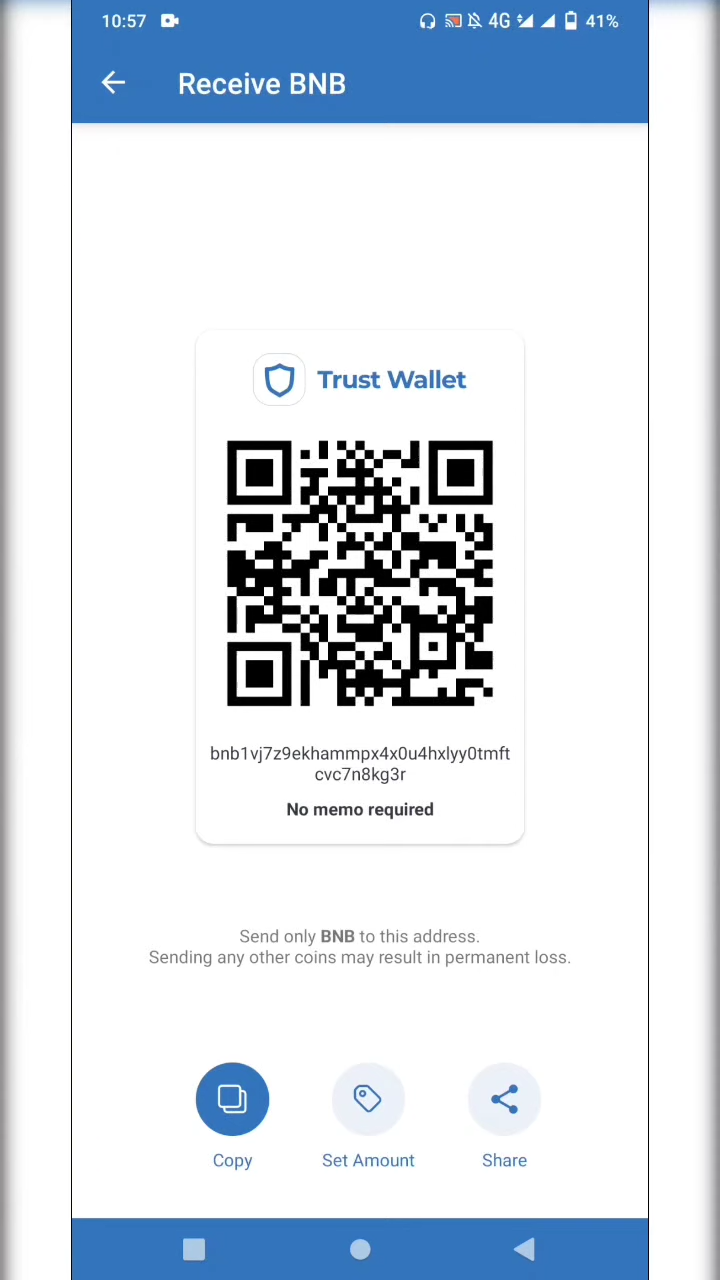 10:57
4G
41%
Receive BNB
Trust Wallet
bnb1vj7z9ekhammpx4x0u4hxlyy0tmft
cvc7n8kg3r
No memo required
Send only BNB to this address.
Sending any other coins may result in permanent loss.
Copy
Set Amount
Share